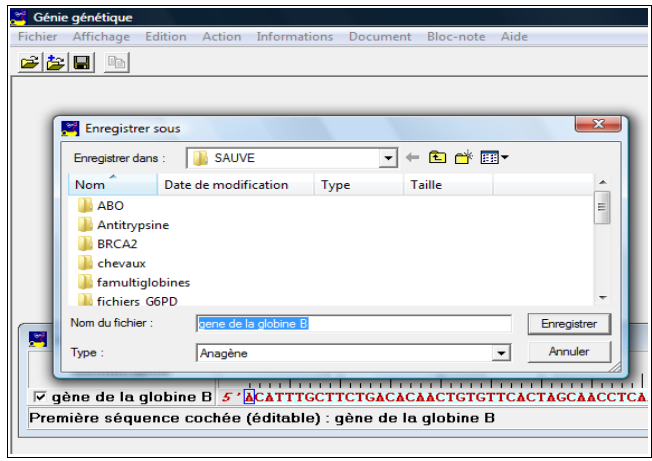 Génie génétique
Fichier Affichage Edition Action Informations Document Bloc-note Aide
Enregistrer sous
Enregistrer dans : SAUVE
Nom Date de modification Type Taille
ABO
Antitrypsine
BRCA2
chevaux
famultiglobines
fichiers G6PD
Nom du fichier : gene de la globine B Enregistrer
Type : Anagène Annuler
gène de la globine B 5 ' ACATTTGCTTCTGACACAACTGTGTTCACTAGCAACCTCA
Première séquence cochée (éditable) : gène de la globine B